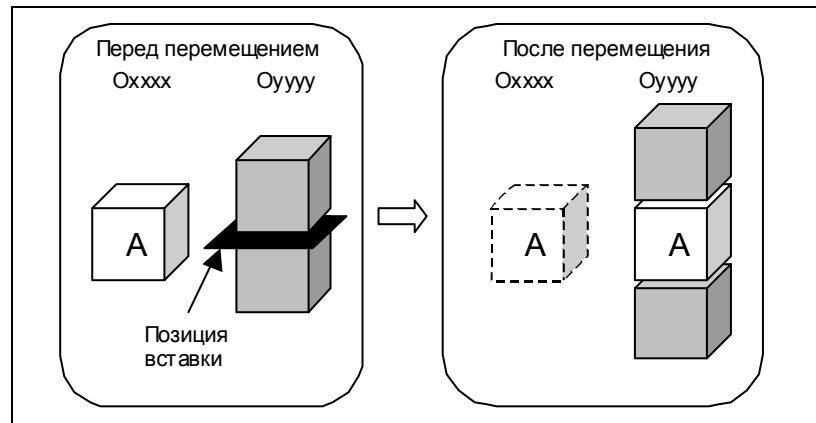 Перед перемещением
Oxxxx Oyyyy
A
Позиция
вставки
После перемещения
Oxxxx Oyyyy
A A